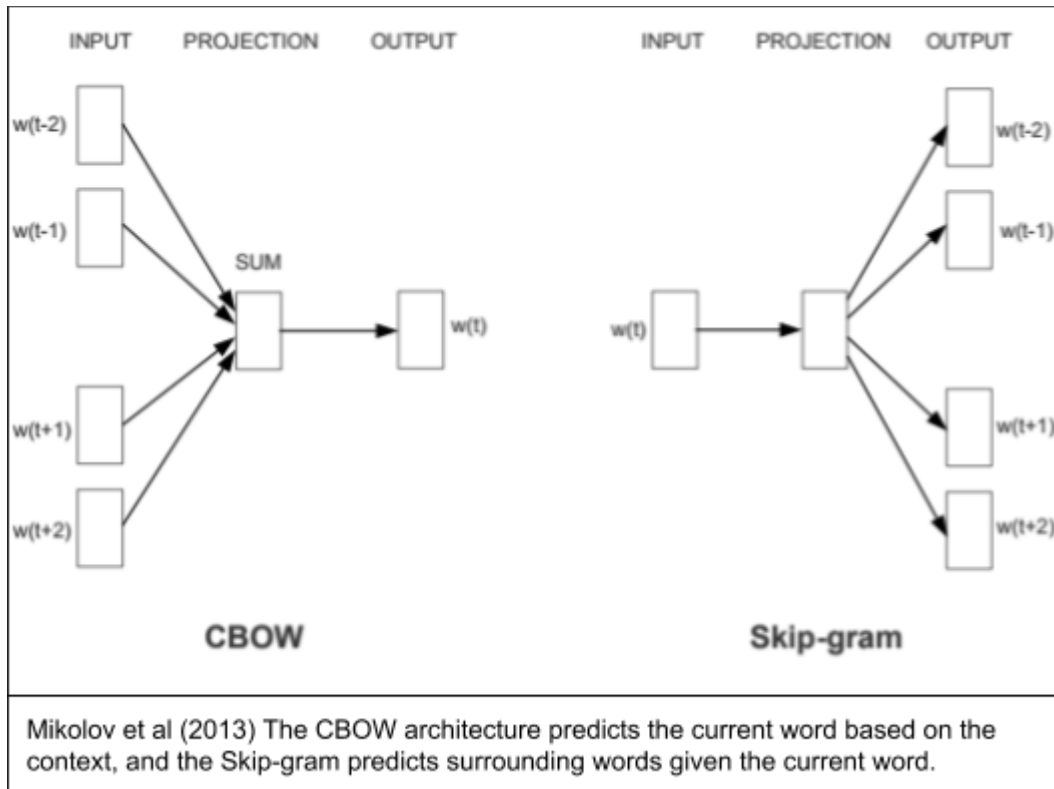 INPUT PROJECTION OUTPUT
w(t-2)
w(t-1)
SUM
w(t)
w(t+1)
w(t+2)
CBOW
INPUT PROJECTION OUTPUT
w(t-2)
w(t-1)
w(t)
w(t+1)
w(t+2)
Skip-gram
Mikolov et al (2013) The CBOW architecture predicts the current word based on the
context, and the Skip-gram predicts surrounding words given the current word.